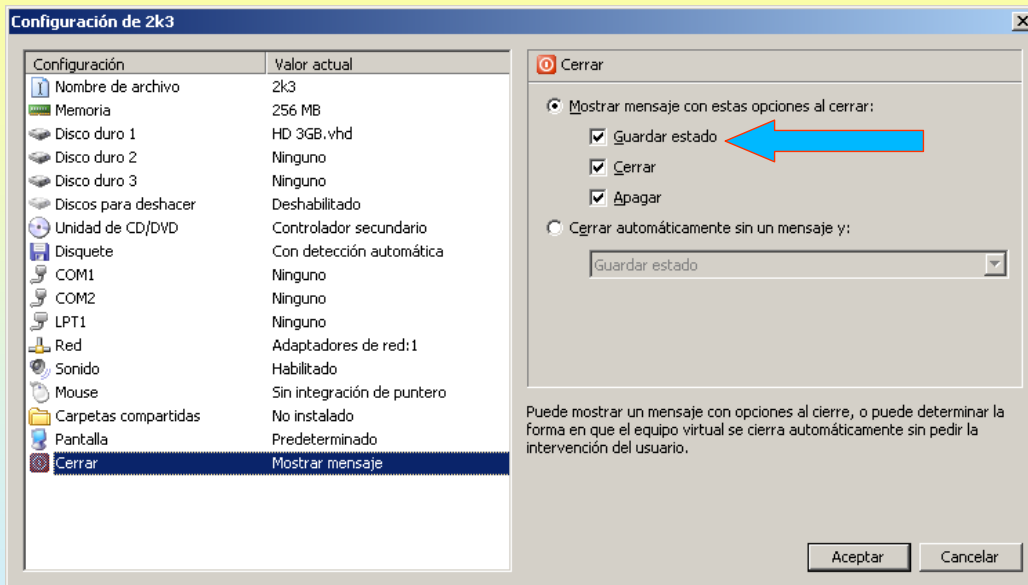 Configuración de 2k3
Configuración Valor actual
Nombre de archivo 2k3
Memoria 256 MB
Disco duro 1 HD 3GB.vhd
Disco duro 2 Ninguno
Disco duro 3 Ninguno
Discos para deshacer Deshabilitado
Unidad de CD/DVD Controlador secundario
Disquete Con detección automática
COM1 Ninguno
COM2 Ninguno
LPT1 Ninguno
Red Adaptadores de red:1
Sonido Habilitado
Mouse Sin integración de puntero
Carpetas compartidas No instalado
Pantalla Predeterminado
Cerrar Mostrar mensaje
Cerrar
Mostrar mensaje con estas opciones al cerrar:
Guardar estado
Cerrar
Apagar
Cerrar automáticamente sin un mensaje y:
Guardar estado
Puede mostrar un mensaje con opciones al cierre, o puede determinar la
forma en que el equipo virtual se cierra automáticamente sin pedir la
intervención del usuario.
Aceptar Cancelar